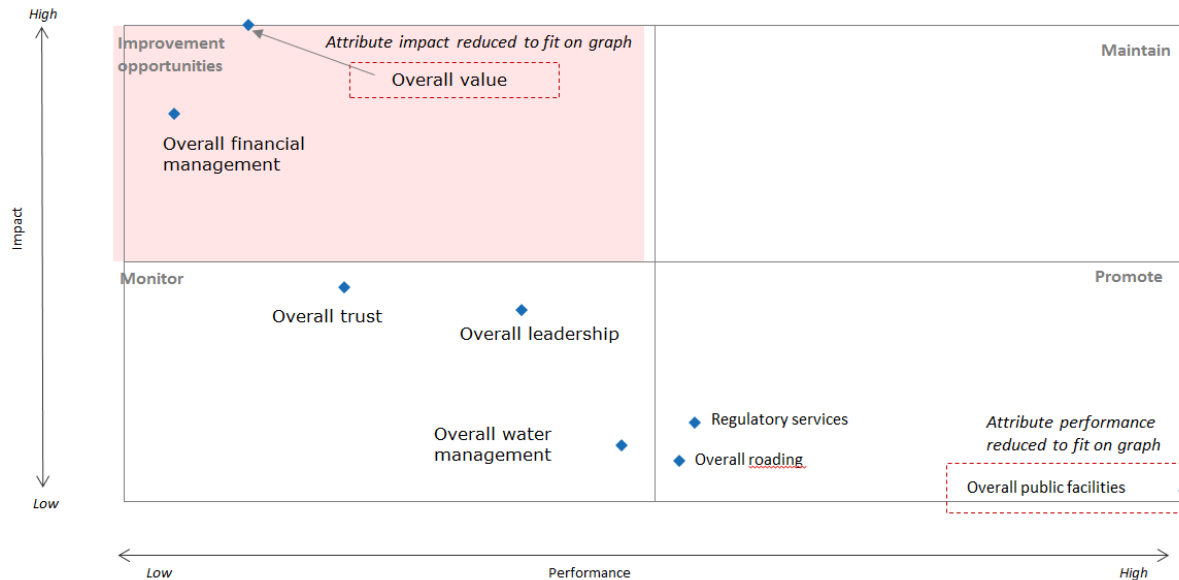 High
Improvement
opportunities
Attribute impact reduced to fit on graph
Maintain
Overall value
Overall financial
management
Impact
Monitor
Promote
Overall trust
Overall leadership
Regulatory services
Attribute performance
reduced to fit on graph
Overall water
management
Overall roading
Overall public facilities
Low
Low
Performance
High